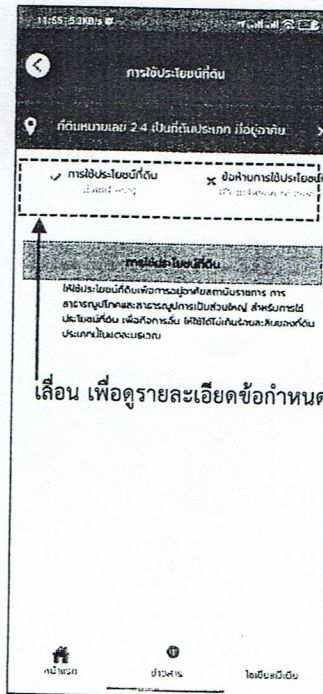 11:55 5.3KB/s
การใช้ประโยชน์ที่ดิน
ที่ดินหมายเลข 2.4 เป็นที่ดินประเภท ที่อยู่อาศัย
การใช้ประโยชน์ที่ดิน
ข้อห้ามการใช้ประโยชน์ที่
การใช้ประโยชน์ที่ดิน
ให้ใช้ประโยชน์ที่ดินเพื่อการอยู่อาศัยสถาบันราชการ การ
สาธารณูปโภคและสาธารณูปการเป็นส่วนใหญ่ สำหรับการใช้
ประโยชน์ที่ดิน เพื่อกิจการอื่น ให้ใช้ได้ไม่เกินร้อยละสิบของที่ดิน
ประเภทนี้ในแต่ละบริเวณ
เลื่อน เพื่อดูรายละเอียดข้อกำหนด
หน้าแรก
ข่าวสาร
โซเชียลมีเดีย